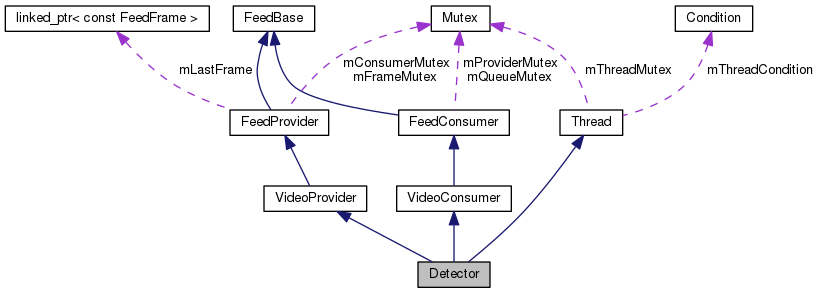 linked_ptr< const FeedFrame >
FeedBase
Mutex
Condition
mLastFrame
mConsumerMutex
mFrameMutex
mProviderMutex
mQueueMutex
mThreadMutex
mThreadCondition
FeedProvider
FeedConsumer
Thread
VideoProvider
VideoConsumer
Detector